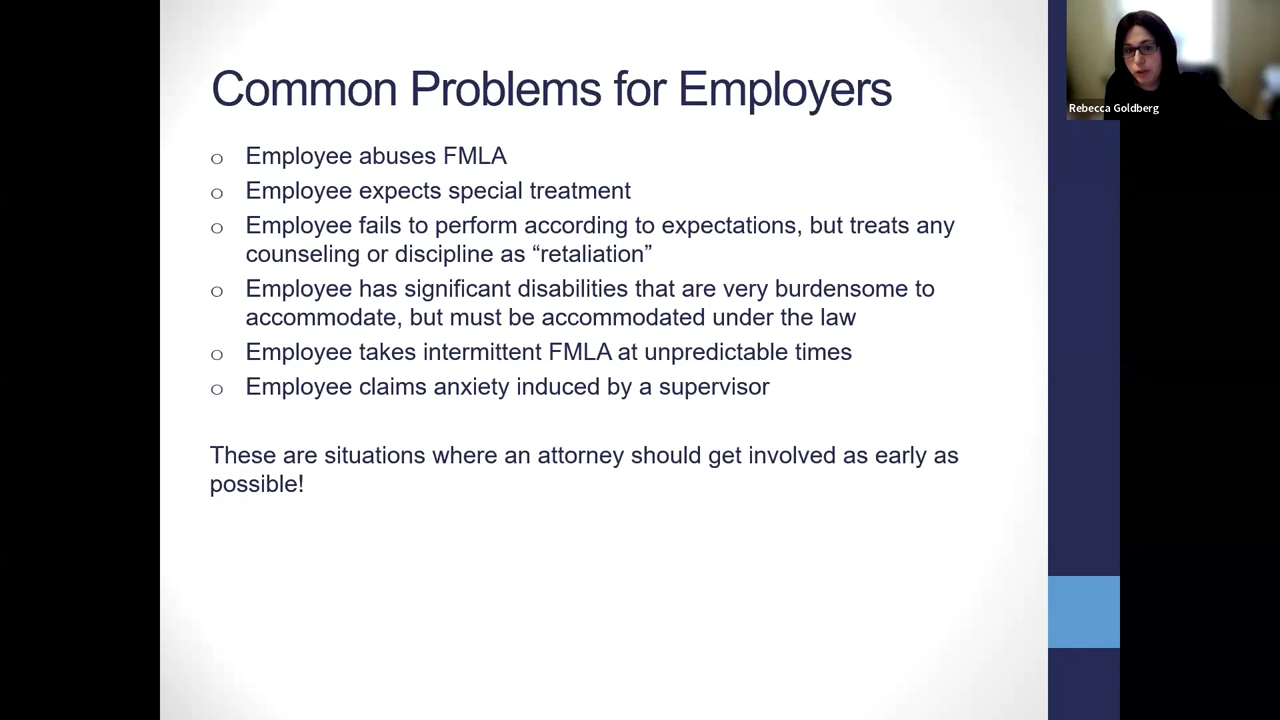 Common Problems for Employers
Rebecca Goldberg
o Employee abuses FMLA
o Employee expects special treatment
o Employee fails to perform according to expectations, but treats any
counseling or discipline as “retaliation”
o Employee has significant disabilities that are very burdensome to
accommodate, but must be accommodated under the law
o Employee takes intermittent FMLA at unpredictable times
o Employee claims anxiety induced by a supervisor
These are situations where an attorney should get involved as early as
possible!